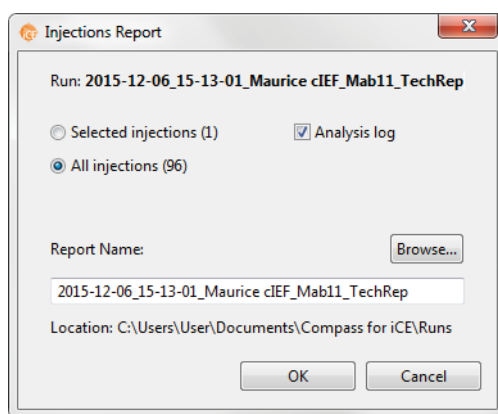 iCE Injections Report
Run: 2015-12-06_15-13-01_Maurice cIEF_Mab11_TechRep
Selected injections (1) Analysis log
All injections (96)
Report Name: Browse...
2015-12-06_15-13-01_Maurice cIEF_Mab11_TechRep
Location: C:\Users\User\Documents\Compass for iCE\Runs
OK Cancel